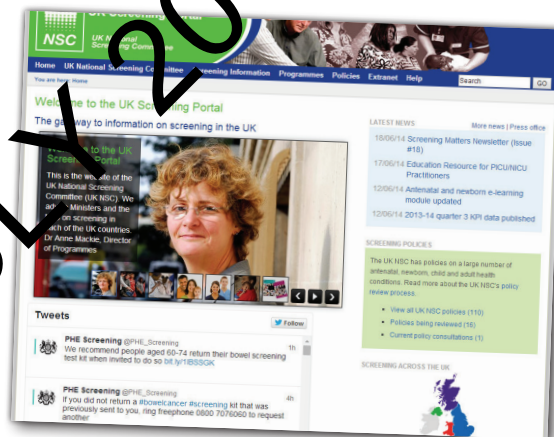 UK Screening Portal
NSC
UK National
Screening Committee
Home UK National Screening Committee Screening Information Programmes Policies Extranet Help
Search GO
You are here: Home
Welcome to the UK Screening Portal
The gateway to information on screening in the UK
Welcome to the UK
Screening Portal
This is the website of the
UK National Screening
Committee (UK NSC). We
advise Ministers and the
on screening in
each of the UK countries.
Dr Anne Mackie, Director
of Programmes
LATEST NEWS More news | Press office
18/06/14 Screening Matters Newsletter (Issue
#18)
17/06/14 Education Resource for PICU/NICU
Practitioners
12/06/14 Antenatal and newborn e-learning
module updated
12/06/14 2013-14 quarter 3 KPI data published
SCREENING POLICIES
The UK NSC has policies on a large number of
antenatal, newborn, child and adult health
conditions. Read more about the UK NSC's policy
review process.
View all UK NSC policies (110)
Policies being reviewed (16)
Current policy consultations (1)
SCREENING ACROSS THE UK
Tweets Follow
PHE Screening @PHE_Screening 1h
We recommend people aged 60-74 return their bowel screening
test kit when invited to do so bit.ly/1lBSSGK
PHE Screening @PHE_Screening 4h
If you did not return a #bowelcancer #screening kit that was
previously sent to you, ring freephone 0800 7076060 to request
another
LY 20